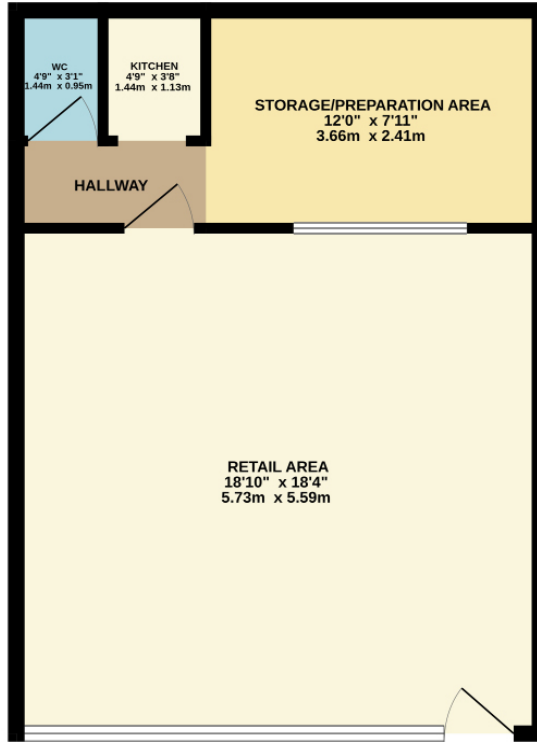 WC
4'9" x 3'1"
1.44m x 0.95m
KITCHEN
4'9" x 3'8"
1.44m x 1.13m
STORAGE/PREPARATION AREA
12'0" x 7'11"
3.66m x 2.41m
HALLWAY
RETAIL AREA
18'10" x 18'4"
5.73m x 5.59m